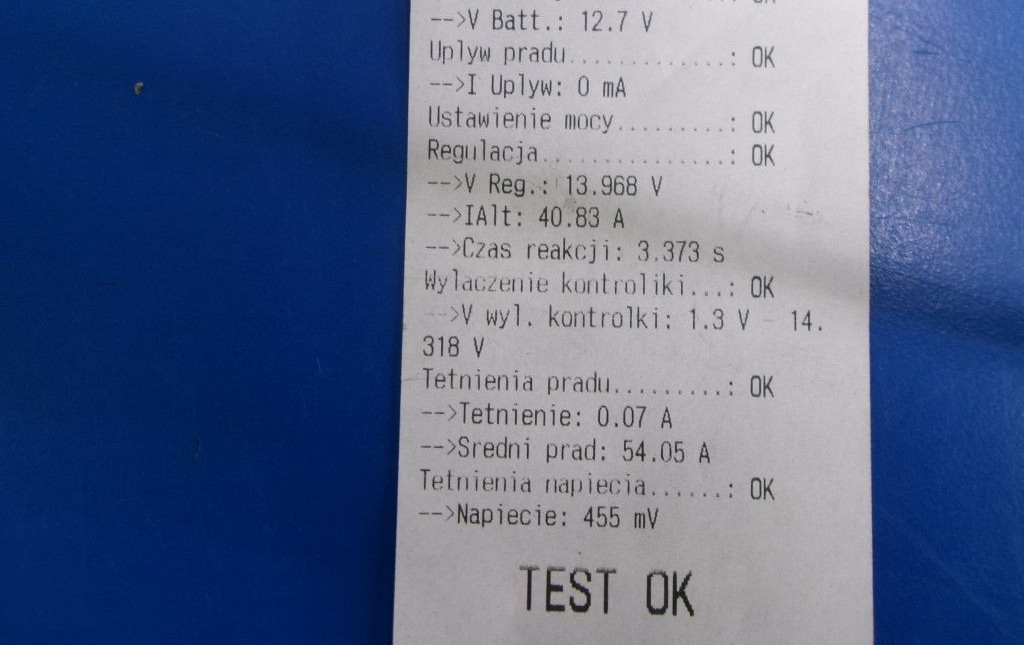 OK
-->V Batt.: 12.7 V
Uplyw pradu.............: OK
-->I Uplyw: 0 mA
Ustawienie mocy.........: OK
Regulacja...............: OK
-->V Reg.: 13.968 V
-->IAlt: 40.83 A
-->Czas reakcji: 3.373 s
Wylaczenie kontroliki...: OK
-->V wyl. kontrolki: 1.3 V - 14.
318 V
Tetnienia pradu.........: OK
-->Tetnienie: 0.07 A
-->Sredni prad: 54.05 A
Tetnienia napiecia......: OK
-->Napiecie: 455 mV
TEST OK